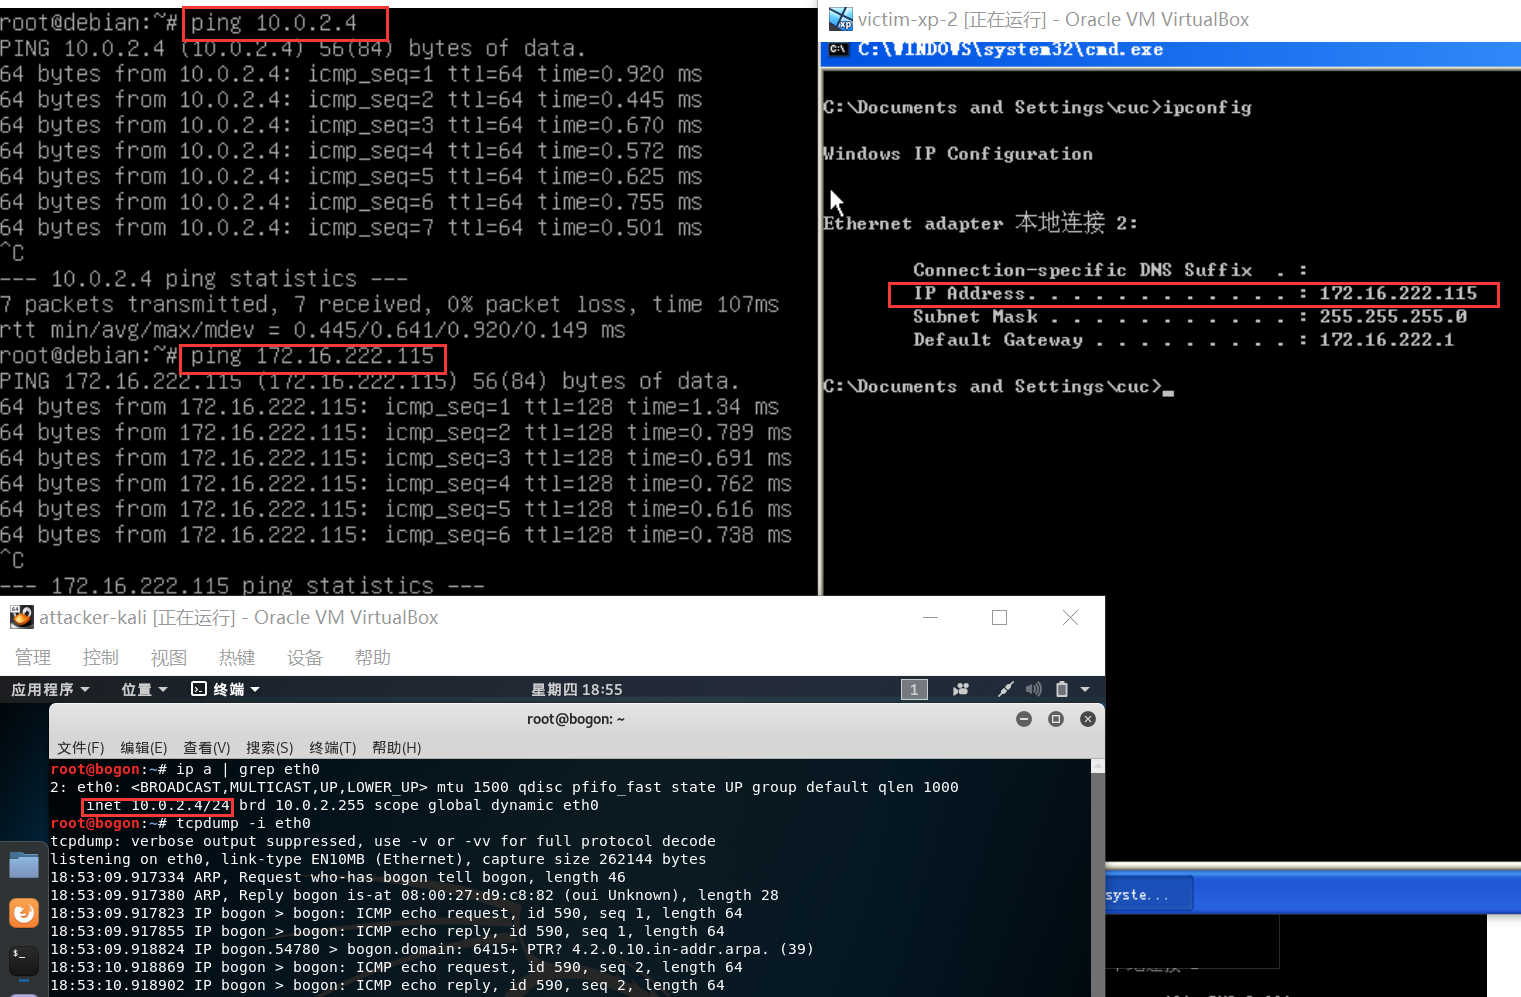 root@debian:~# ping 10.0.2.4
PING 10.0.2.4 (10.0.2.4) 56(84) bytes of data.
64 bytes from 10.0.2.4: icmp_seq=1 ttl=64 time=0.920 ms
64 bytes from 10.0.2.4: icmp_seq=2 ttl=64 time=0.445 ms
64 bytes from 10.0.2.4: icmp_seq=3 ttl=64 time=0.670 ms
64 bytes from 10.0.2.4: icmp_seq=4 ttl=64 time=0.572 ms
64 bytes from 10.0.2.4: icmp_seq=5 ttl=64 time=0.625 ms
64 bytes from 10.0.2.4: icmp_seq=6 ttl=64 time=0.755 ms
64 bytes from 10.0.2.4: icmp_seq=7 ttl=64 time=0.501 ms
^C
--- 10.0.2.4 ping statistics ---
7 packets transmitted, 7 received, 0% packet loss, time 107ms
rtt min/avg/max/mdev = 0.445/0.641/0.920/0.149 ms
root@debian:~# ping 172.16.222.115
PING 172.16.222.115 (172.16.222.115) 56(84) bytes of data.
64 bytes from 172.16.222.115: icmp_seq=1 ttl=128 time=1.34 ms
64 bytes from 172.16.222.115: icmp_seq=2 ttl=128 time=0.789 ms
64 bytes from 172.16.222.115: icmp_seq=3 ttl=128 time=0.691 ms
64 bytes from 172.16.222.115: icmp_seq=4 ttl=128 time=0.762 ms
64 bytes from 172.16.222.115: icmp_seq=5 ttl=128 time=0.616 ms
64 bytes from 172.16.222.115: icmp_seq=6 ttl=128 time=0.738 ms
^C
--- 172.16.222.115 ping statistics ---
victim-xp-2 [正在运行] - Oracle VM VirtualBox
C:\WINDOWS\system32\cmd.exe
C:\Documents and Settings\cuc>ipconfig
Windows IP Configuration
Ethernet adapter 本地连接 2:
Connection-specific DNS Suffix  . :
IP Address. . . . . . . . . . . . : 172.16.222.115
Subnet Mask . . . . . . . . . . . : 255.255.255.0
Default Gateway . . . . . . . . . : 172.16.222.1
C:\Documents and Settings\cuc>_
attacker-kali [正在运行] - Oracle VM VirtualBox
管理 控制 视图 热键 设备 帮助
应用程序 位置 终端 星期四 18:55 1
root@bogon: ~
文件(F) 编辑(E) 查看(V) 搜索(S) 终端(T) 帮助(H)
root@bogon:~# ip a | grep eth0
2: eth0: <BROADCAST,MULTICAST,UP,LOWER_UP> mtu 1500 qdisc pfifo_fast state UP group default qlen 1000
inet 10.0.2.4/24 brd 10.0.2.255 scope global dynamic eth0
root@bogon:~# tcpdump -i eth0
tcpdump: verbose output suppressed, use -v or -vv for full protocol decode
listening on eth0, link-type EN10MB (Ethernet), capture size 262144 bytes
18:53:09.917334 ARP, Request who-has bogon tell bogon, length 46
18:53:09.917380 ARP, Reply bogon is-at 08:00:27:d9:c8:82 (oui Unknown), length 28
18:53:09.917823 IP bogon > bogon: ICMP echo request, id 590, seq 1, length 64
18:53:09.917855 IP bogon > bogon: ICMP echo reply, id 590, seq 1, length 64
18:53:09.918824 IP bogon.54780 > bogon.domain: 6415+ PTR? 4.2.0.10.in-addr.arpa. (39)
18:53:10.918869 IP bogon > bogon: ICMP echo request, id 590, seq 2, length 64
18:53:10.918902 IP bogon > bogon: ICMP echo reply, id 590, seq 2, length 64
syste...